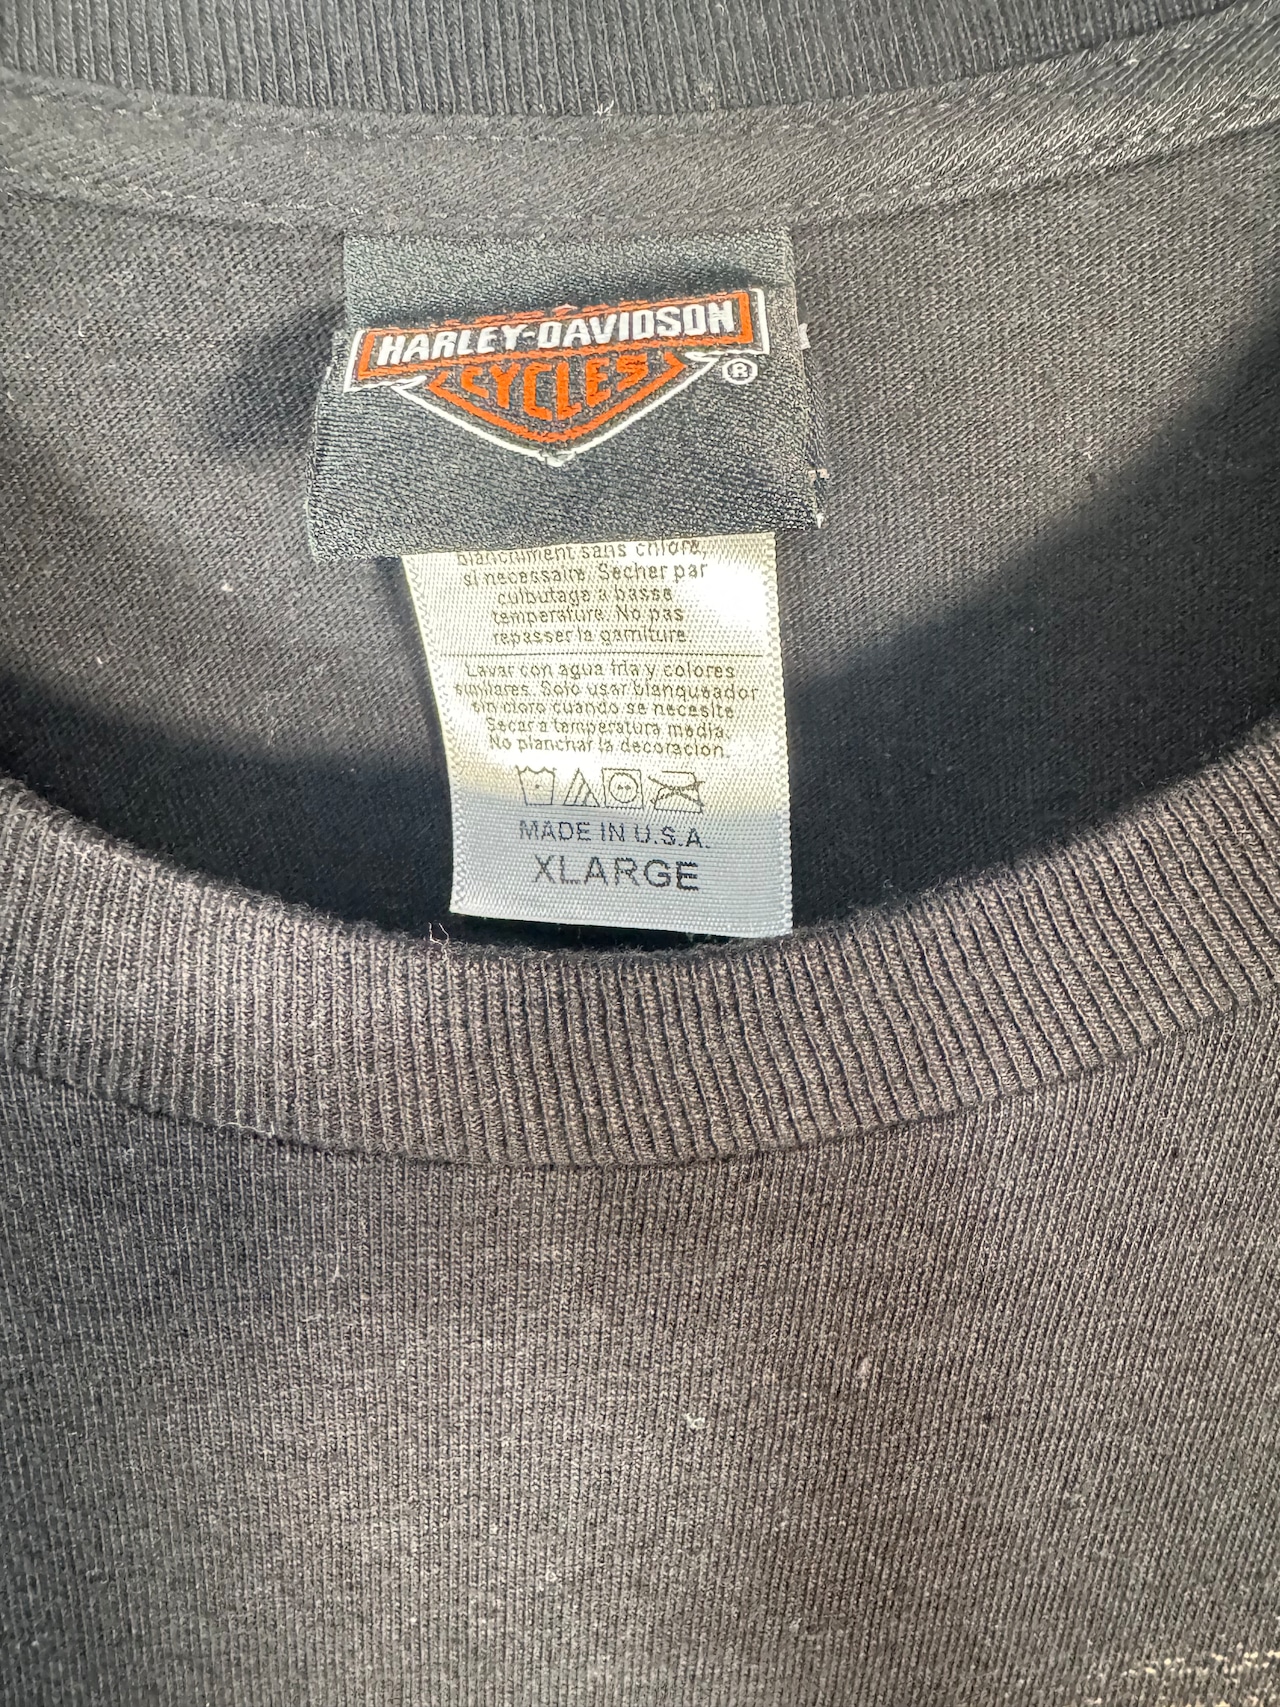 HARLEY-DAVIDSON
CYCLES
®
blanchiment sans chlore,
si necessaire. Secher par
culbutage a basse
temperature. No pas
repasser la garniture.
Lavar con agua fria y colores
similares. Solo usar blanqueador
sin cloro cuando se necesite
Secar a temperatura media.
No planchar la decoracion.
MADE IN U.S.A.
XLARGE